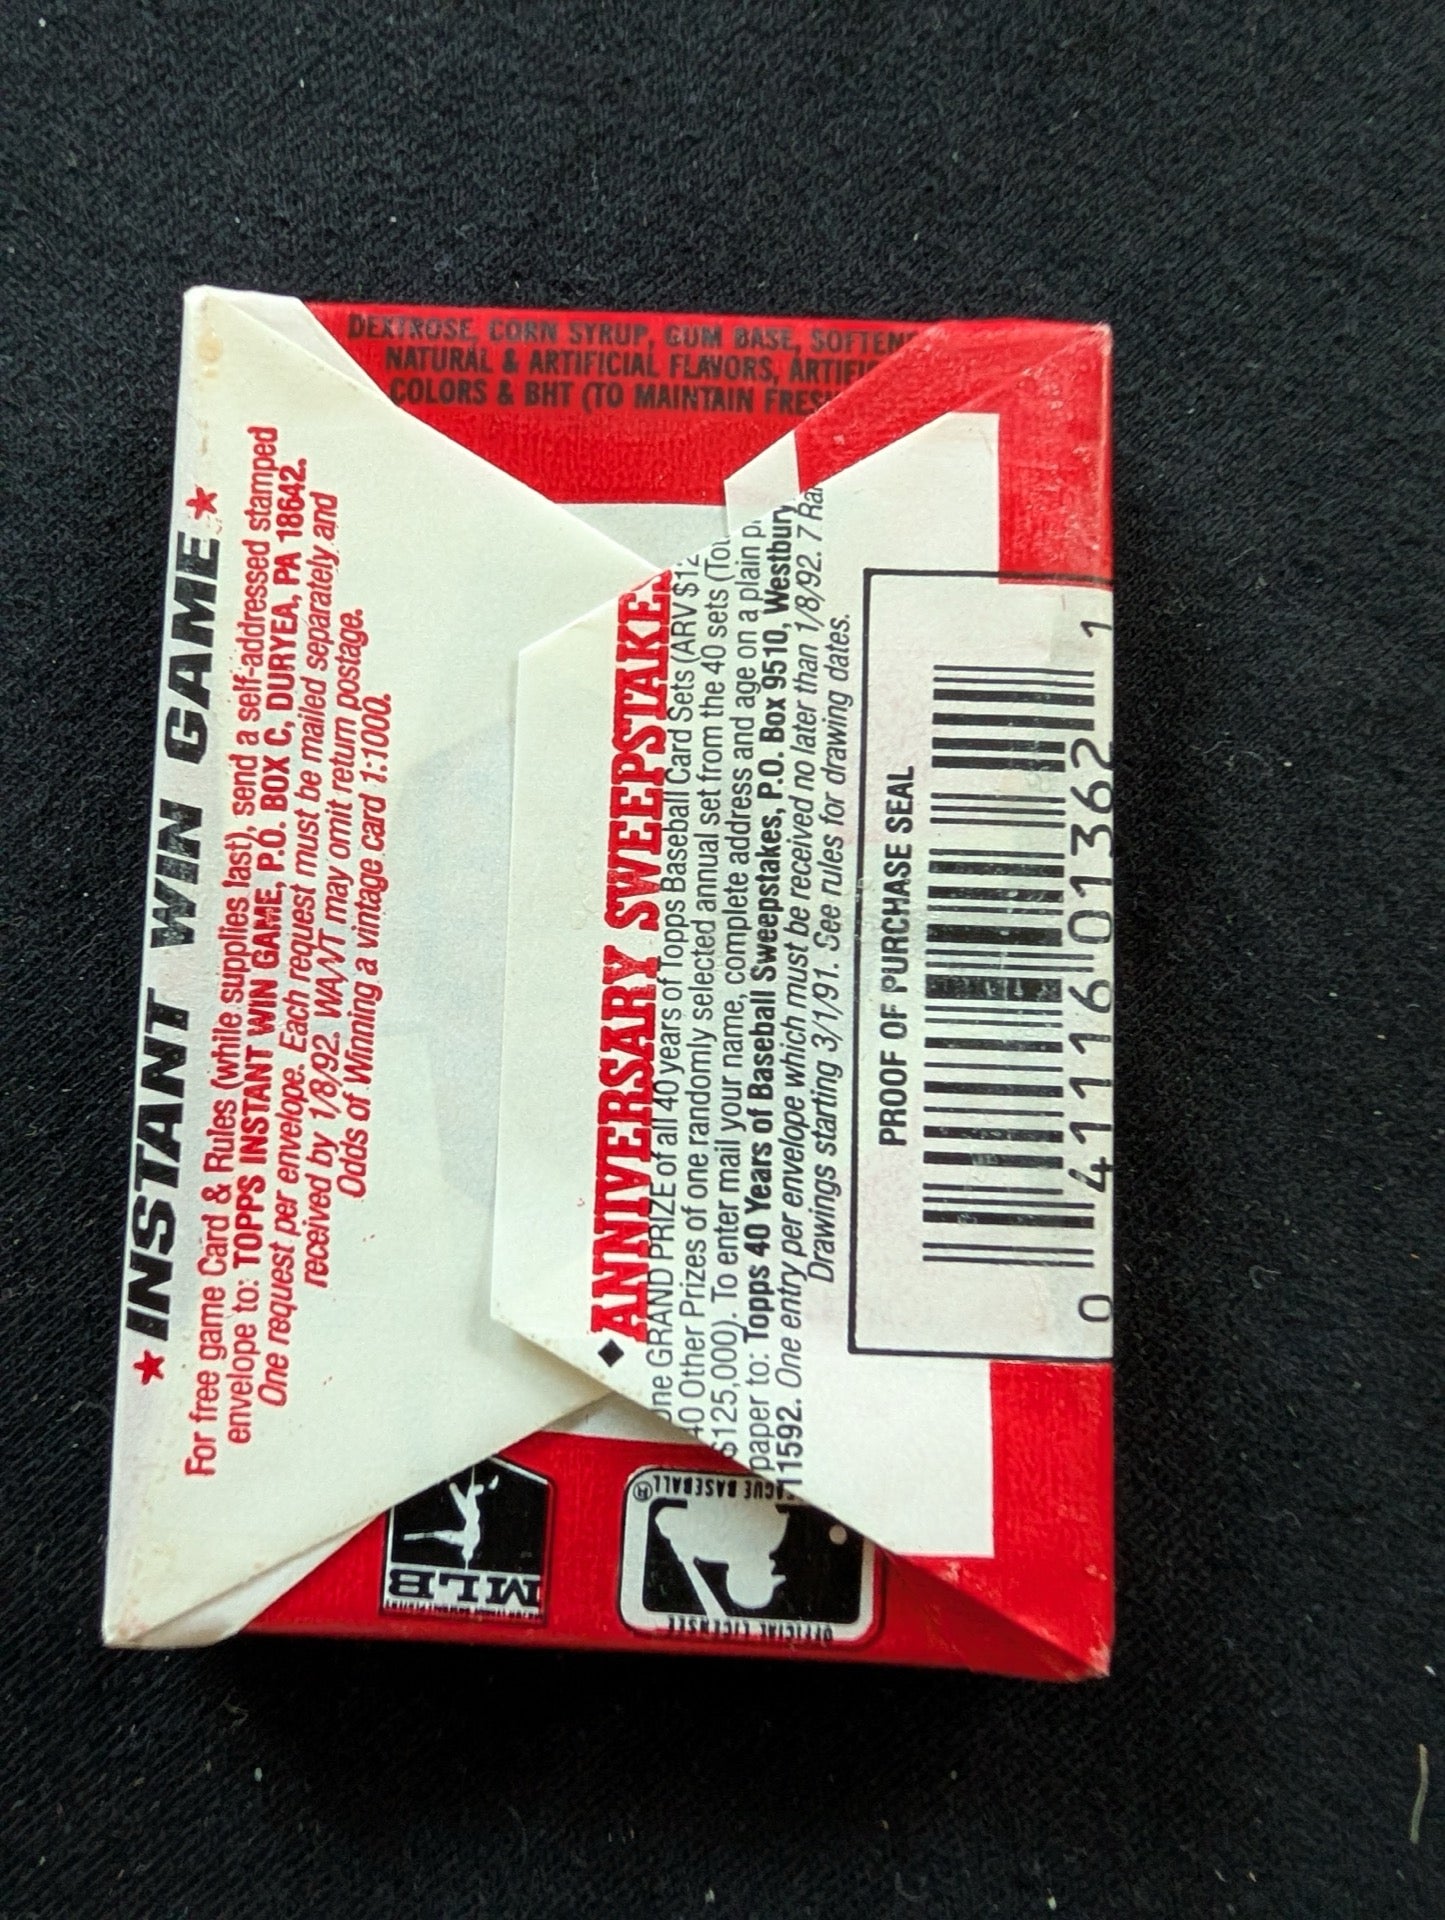 DEXTROSE, CORN SYRUP, GUM BASE,
NATURAL & ARTIFICIAL FLAVORS,
COLORS & BHT (TO MAINTAIN
★ INSTANT WIN GAME ★
For free game Card & Rules (while supplies last), send a self-addressed stamped
envelope to: TOPPS INSTANT WIN GAME, P.O. BOX C, DURYEA, PA 18642.
One request per envelope. Each request must be mailed separately and
received by 1/8/92. WA/VT may omit return postage.
Odds of Winning a vintage card 1:1000.
◆ ANNIVERSARY SWEEPSTAKE
One GRAND PRIZE of all 40 years of Topps Baseball Card Sets (ARV $12
40 Other Prizes of one randomly selected annual set from the 40 sets
$125,000). To enter mail your name, complete address and age on a plain
paper to: Topps 40 Years of Baseball Sweepstakes, P.O. Box 9510, Westbury
11592. One entry per envelope which must be received no later than 1/8/92. 7
Drawings starting 3/1/91. See rules for drawing dates.
PROOF OF PURCHASE SEAL
0 41116 01362 1
MLB
OFFICIAL LICENSEE
BASEBALL®